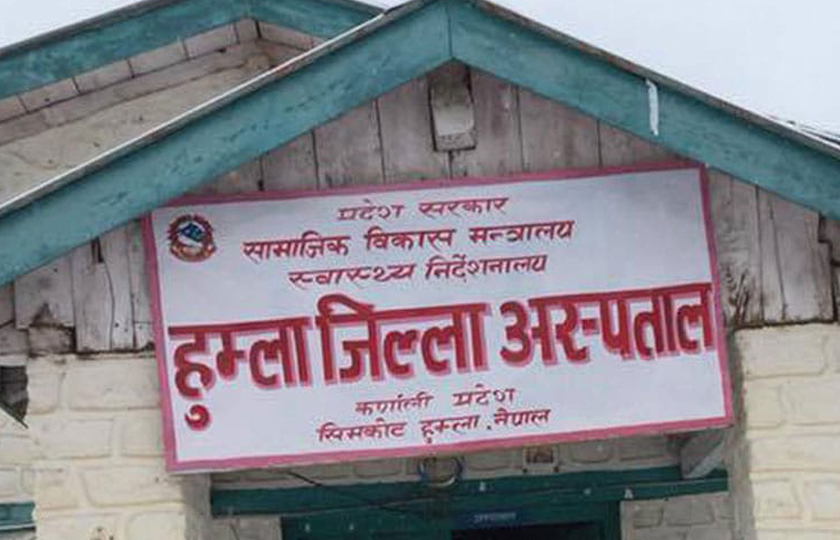 प्रदेश सरकार
सामाजिक विकास मन्त्रालय
स्वास्थ्य निर्देशनालय
हुम्ला जिल्ला अस्पताल
कर्णाली प्रदेश
सिमकोट हुम्ला, नेपाल